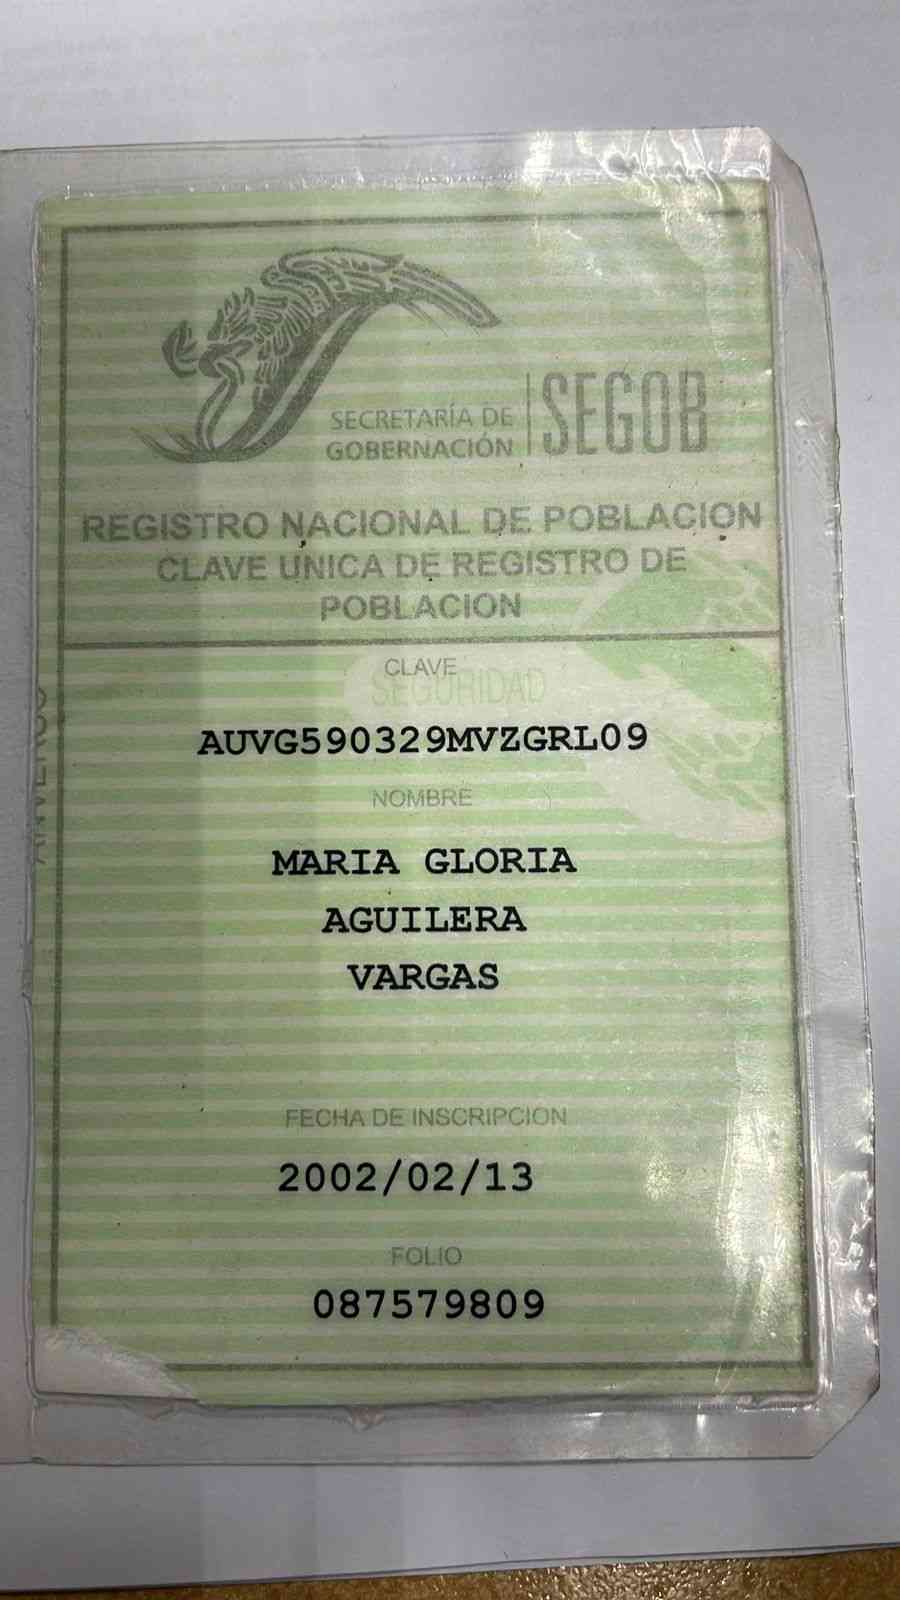 SECRETARÍA DE
GOBERNACIÓN
SEGOB
REGISTRO NACIONAL DE POBLACION
CLAVE UNICA DE REGISTRO DE
POBLACION
CLAVE
SEGURIDAD
AUVG590329MVZGRL09
NOMBRE
MARIA GLORIA
AGUILERA
VARGAS
FECHA DE INSCRIPCION
2002/02/13
FOLIO
087579809